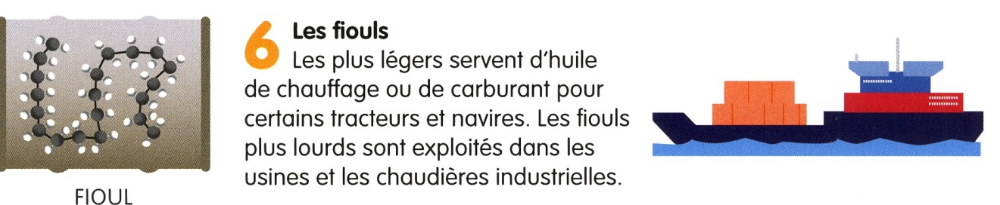 6 Les fiouls
Les plus légers servent d'huile
de chauffage ou de carburant pour
certains tracteurs et navires. Les fiouls
plus lourds sont exploités dans les
usines et les chaudières industrielles.
FIOUL